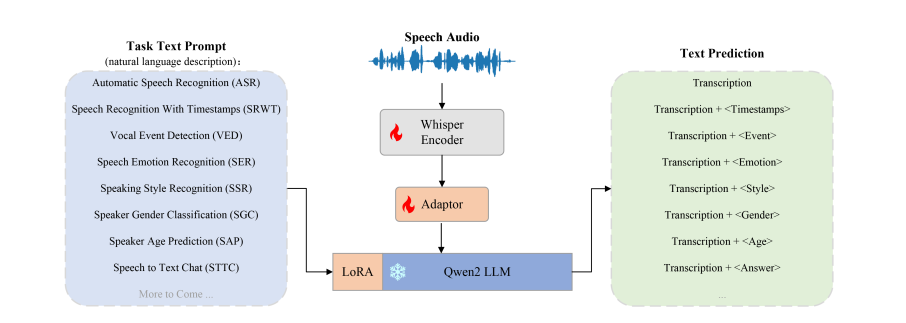 Task Text Prompt
(natural language description):
Automatic Speech Recognition (ASR)
Speech Recognition With Timestamps (SRWT)
Vocal Event Detection (VED)
Speech Emotion Recognition (SER)
Speaking Style Recognition (SSR)
Speaker Gender Classification (SGC)
Speaker Age Prediction (SAP)
Speech to Text Chat (STTC)
More to Come ...
Speech Audio
Whisper
Encoder
Adaptor
LoRA
Qwen2 LLM
Text Prediction
Transcription
Transcription + <Timestamps>
Transcription + <Event>
Transcription + <Emotion>
Transcription + <Style>
Transcription + <Gender>
Transcription + <Age>
Transcription + <Answer>
...